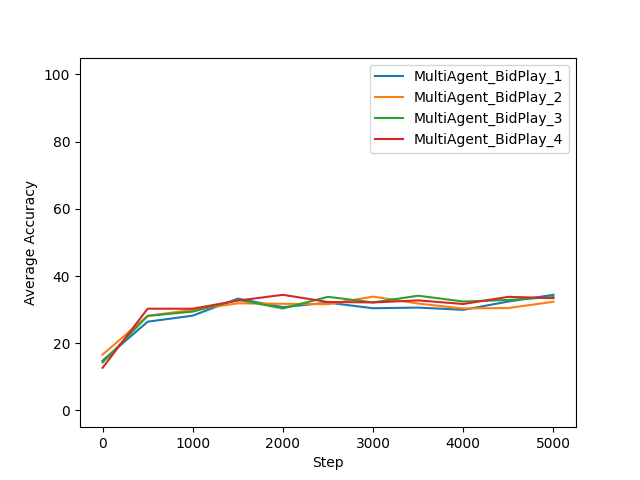 100
80
60
40
20
0
Average Accuracy
MultiAgent_BidPlay_1
MultiAgent_BidPlay_2
MultiAgent_BidPlay_3
MultiAgent_BidPlay_4
0 1000 2000 3000 4000 5000
Step